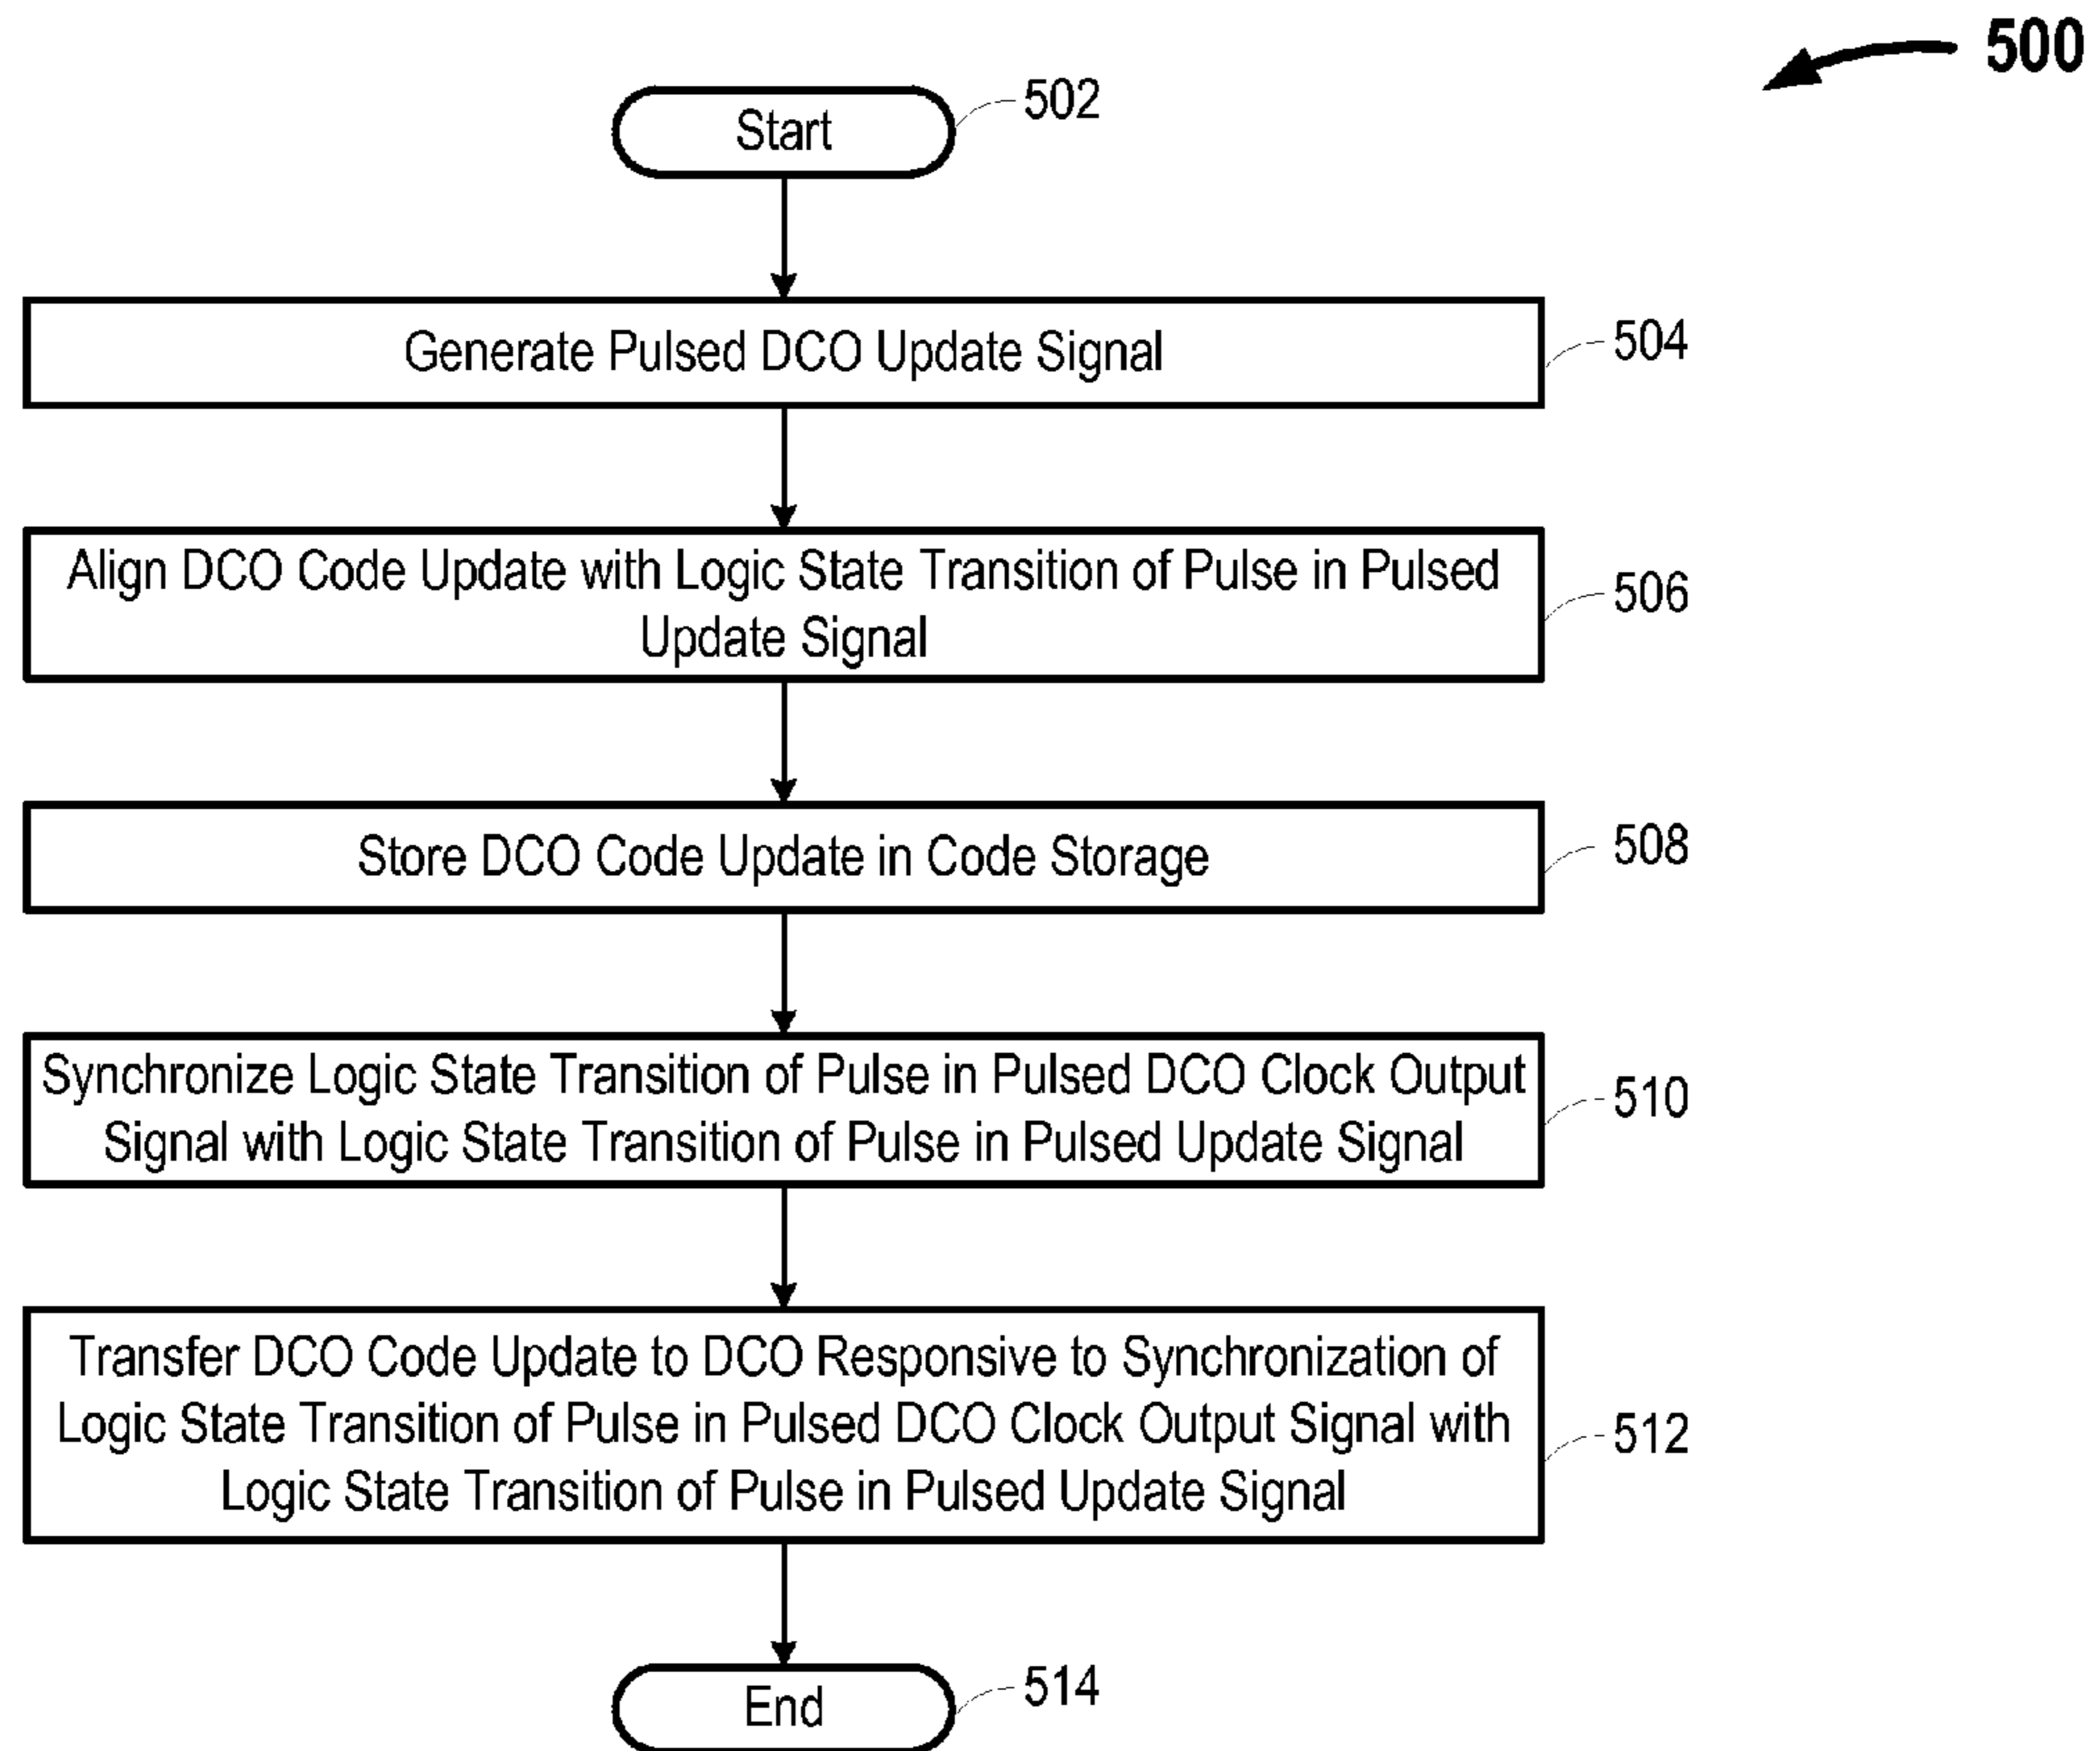 500
Start
502
Generate Pulsed DCO Update Signal
504
Align DCO Code Update with Logic State Transition of Pulse in Pulsed
Update Signal
506
Store DCO Code Update in Code Storage
508
Synchronize Logic State Transition of Pulse in Pulsed DCO Clock Output
Signal with Logic State Transition of Pulse in Pulsed Update Signal
510
Transfer DCO Code Update to DCO Responsive to Synchronization of
Logic State Transition of Pulse in Pulsed DCO Clock Output Signal with
Logic State Transition of Pulse in Pulsed Update Signal
512
End
514